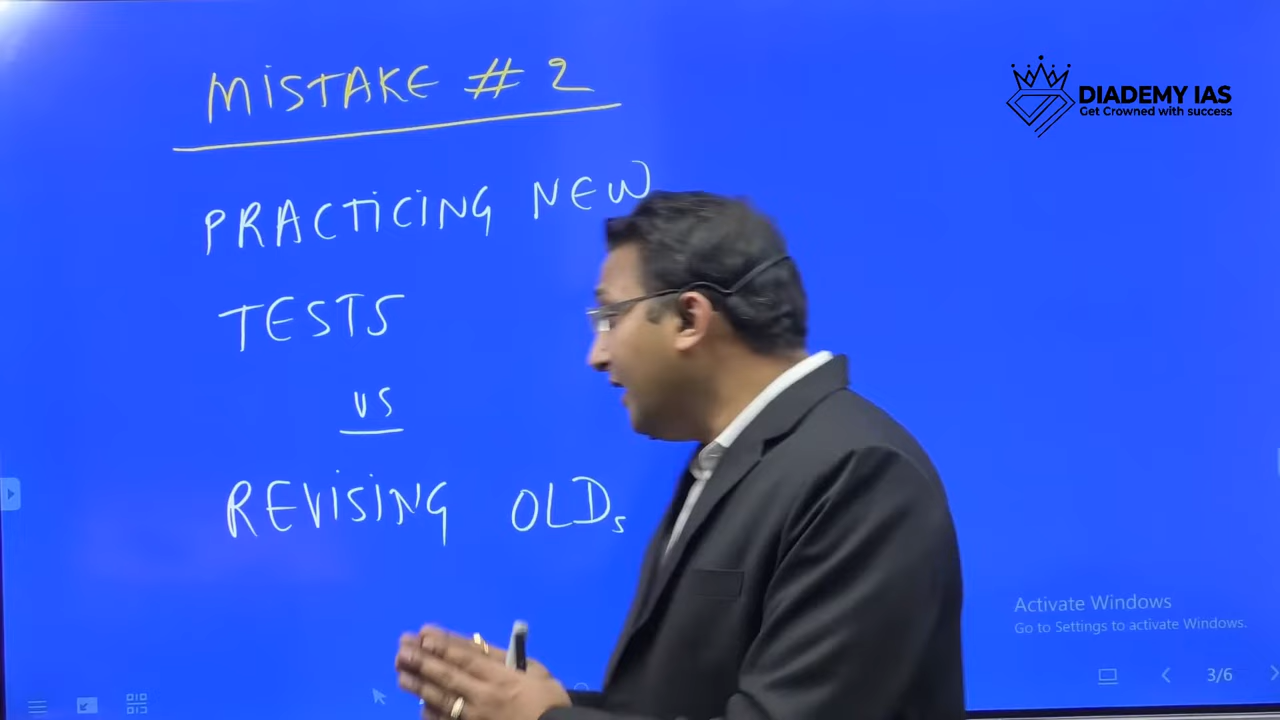 MISTAKE # 2
PRACTICING NEW
TESTS
VS
REVISING OLDs
DIADEMY IAS
Get Crowned with success
Activate Windows
Go to Settings to activate Windows.
3/6